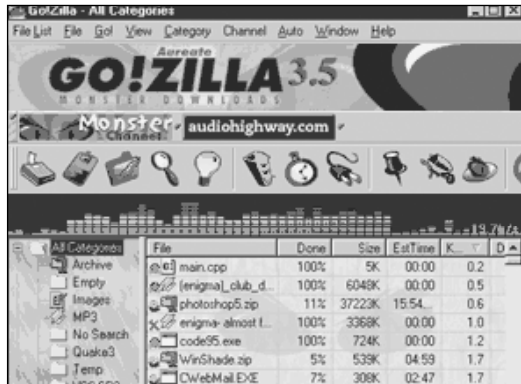 Go!Zilla - All Categories
File List File Go! View Category Channel Auto Window Help
Aureate
GO!ZILLA 3.5
MONSTER DOWNLOADS
Monster Channel audiohighway.com
19.7k/s
All Categories File Done Size EstTime K... D
Archive main.cpp 100% 5K 00:00 0.2
Empty [enigma]_club_d... 100% 6048K 00:00 0.5
Images photoshop5.zip 11% 37223K 15:54... 0.6
MP3 enigma- almost f... 100% 3368K 00:00 1.0
No Search code95.exe 100% 724K 00:00 1.2
Quake3 WinShade.zip 5% 539K 04:59 1.7
Temp CWebMail.EXE 7% 308K 02:47 1.7